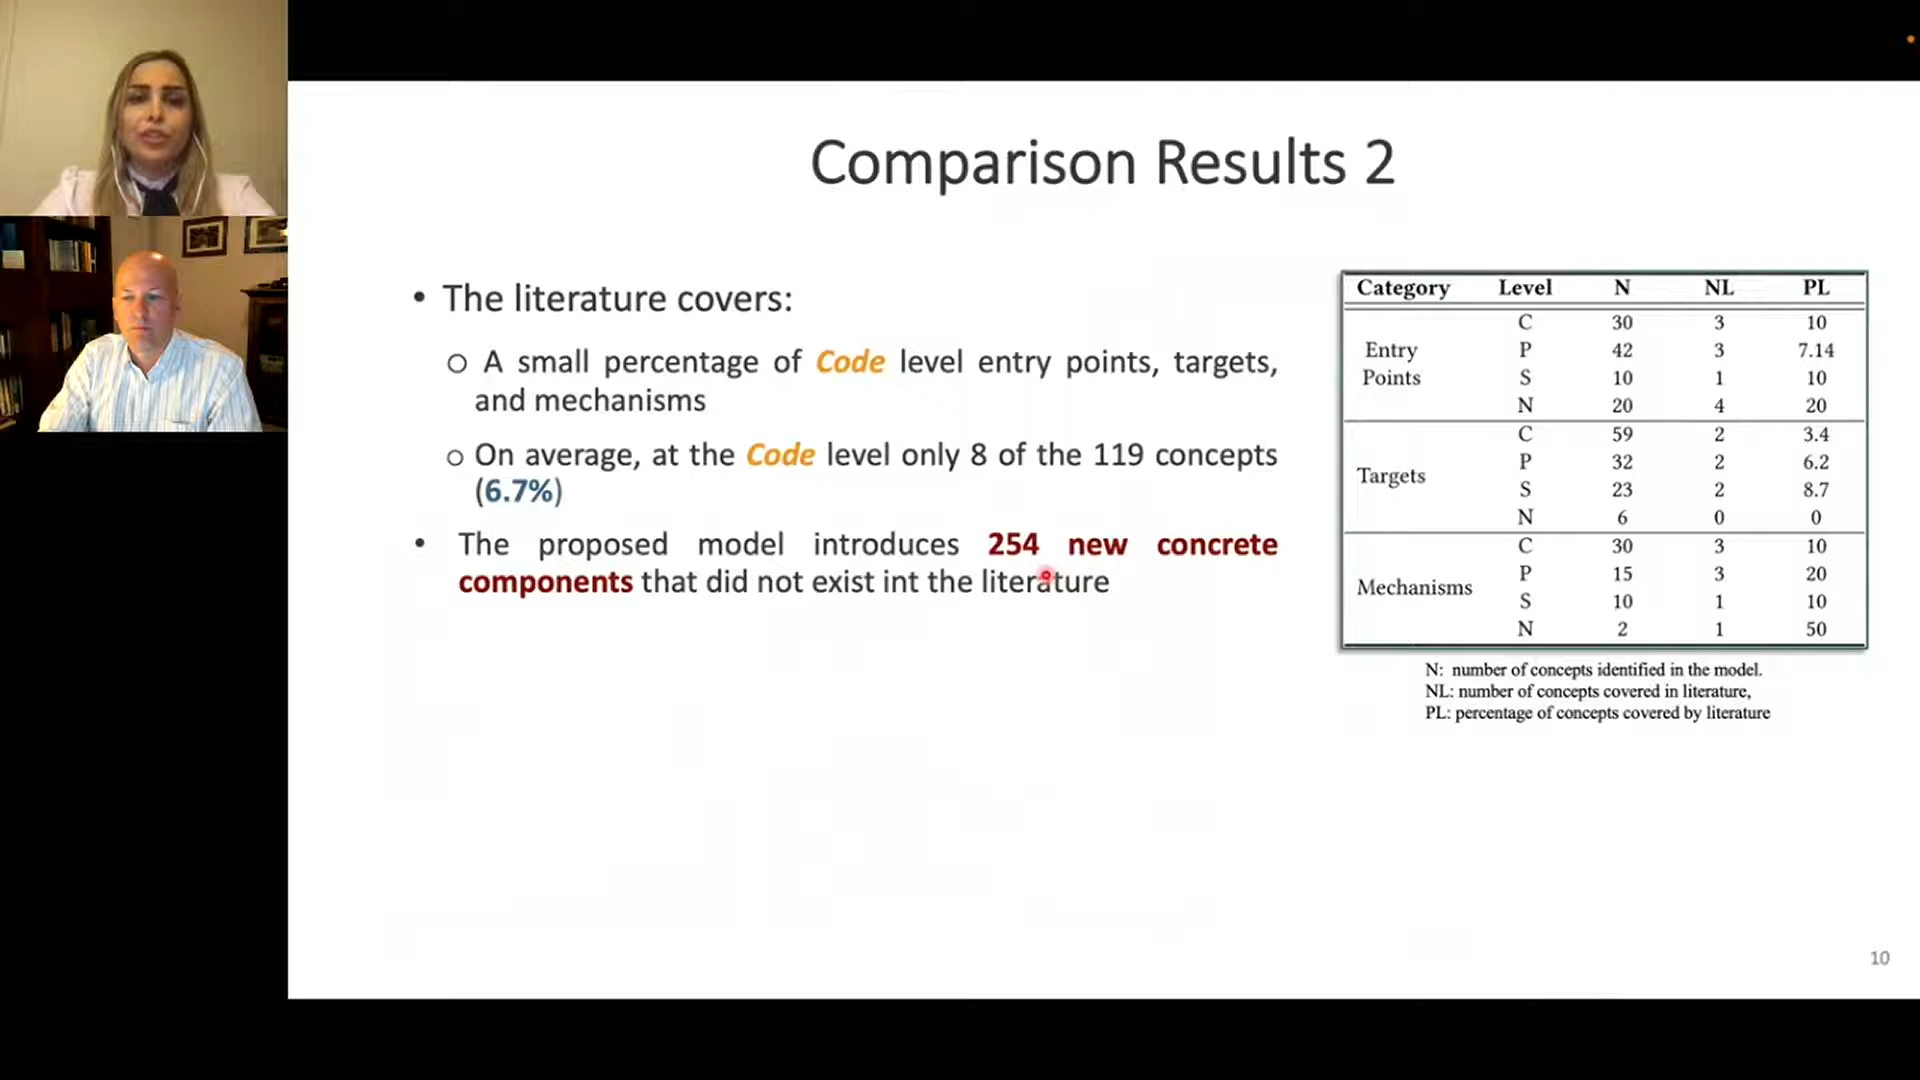 Comparison Results 2
• The literature covers:
o A small percentage of Code level entry points, targets,
and mechanisms
o On average, at the Code level only 8 of the 119 concepts
(6.7%)
• The proposed model introduces 254 new concrete
components that did not exist int the literature
Category Level N NL PL
Entry Points
C 30 3 10
P 42 3 7.14
S 10 1 10
N 20 4 20
Targets
C 59 2 3.4
P 32 2 6.2
S 23 2 8.7
N 6 0 0
Mechanisms
C 30 3 10
P 15 3 20
S 10 1 10
N 2 1 50
N: number of concepts identified in the model.
NL: number of concepts covered in literature,
PL: percentage of concepts covered by literature
10